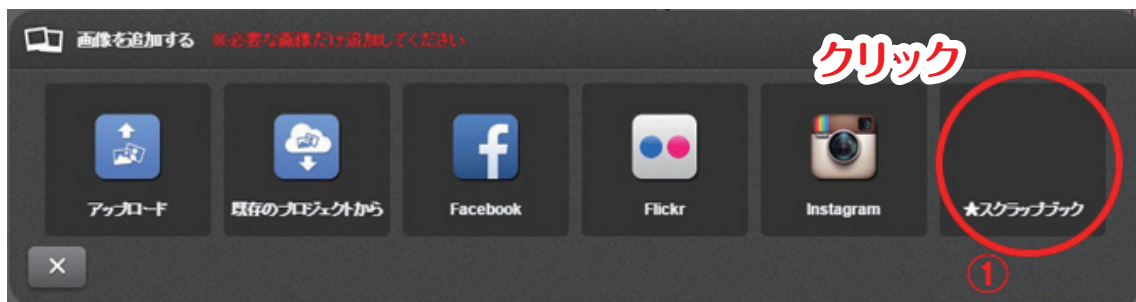 画像を追加する ※必要な画像だけ追加してください
クリック
アップロード
既存のプロジェクトから
Facebook
Flickr
Instagram
★スクラップブック
①